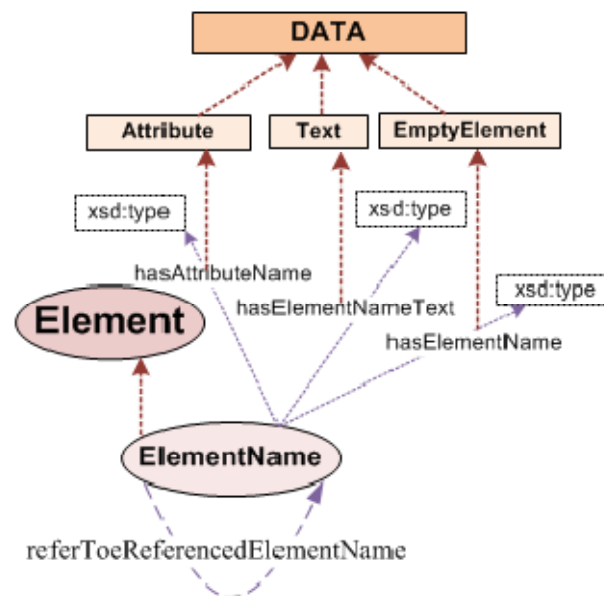 DATA
Attribute
Text
EmptyElement
xsd:type
xsd:type
hasAttributeName
xsd:type
hasElementNameText
Element
hasElementName
ElementName
referToeReferencedElementName